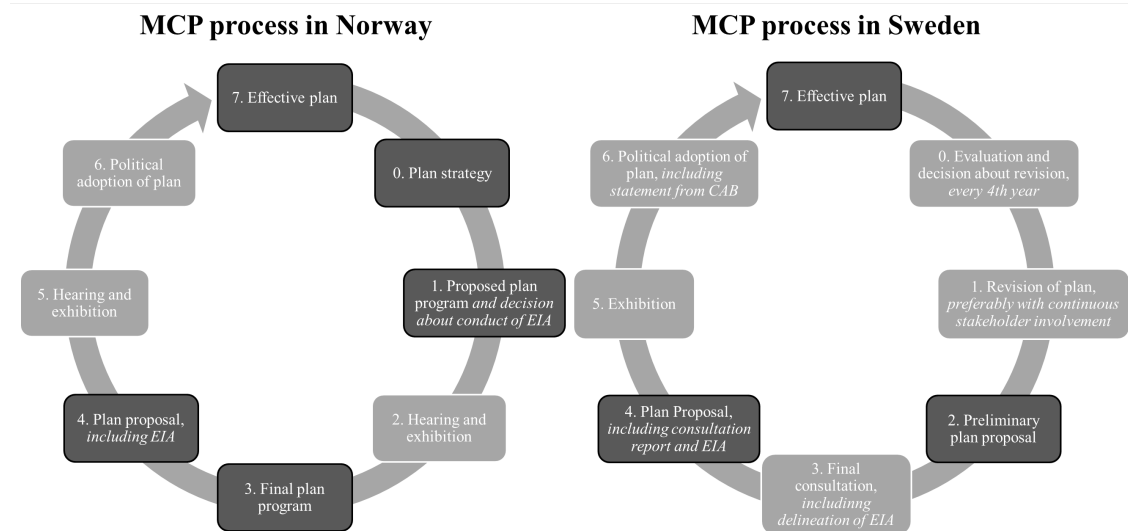 MCP process in Norway
7. Effective plan
0. Plan strategy
1. Proposed plan
program and decision
about conduct of EIA
2. Hearing and
exhibition
3. Final plan
program
4. Plan proposal,
including EIA
5. Hearing and
exhibition
6. Political
adoption of plan
MCP process in Sweden
7. Effective plan
0. Evaluation and
decision about revision,
every 4th year
1. Revision of plan,
preferably with continuous
stakeholder involvement
2. Preliminary
plan proposal
3. Final
consultation,
includinng
delineation of EIA
4. Plan Proposal,
including consultation
report and EIA
5. Exhibition
6. Political adoption of
plan, including
statement from CAB